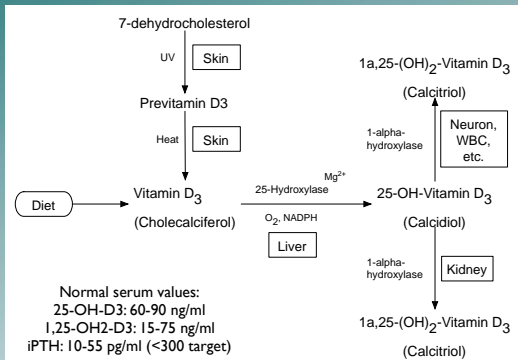 7-dehydrocholesterol
UV
Skin
Previtamin D3
Heat
Skin
Diet
Vitamin D3
(Cholecalciferol)
25-Hydroxylase
Mg2+
O2, NADPH
Liver
1a,25-(OH)2-Vitamin D3
(Calcitriol)
1-alpha-
hydroxylase
Neuron,
WBC,
etc.
25-OH-Vitamin D3
(Calcidiol)
1-alpha-
hydroxylase
Kidney
1a,25-(OH)2-Vitamin D3
(Calcitriol)
Normal serum values:
25-OH-D3: 60-90 ng/ml
1,25-OH2-D3: 15-75 ng/ml
iPTH: 10-55 pg/ml (<300 target)